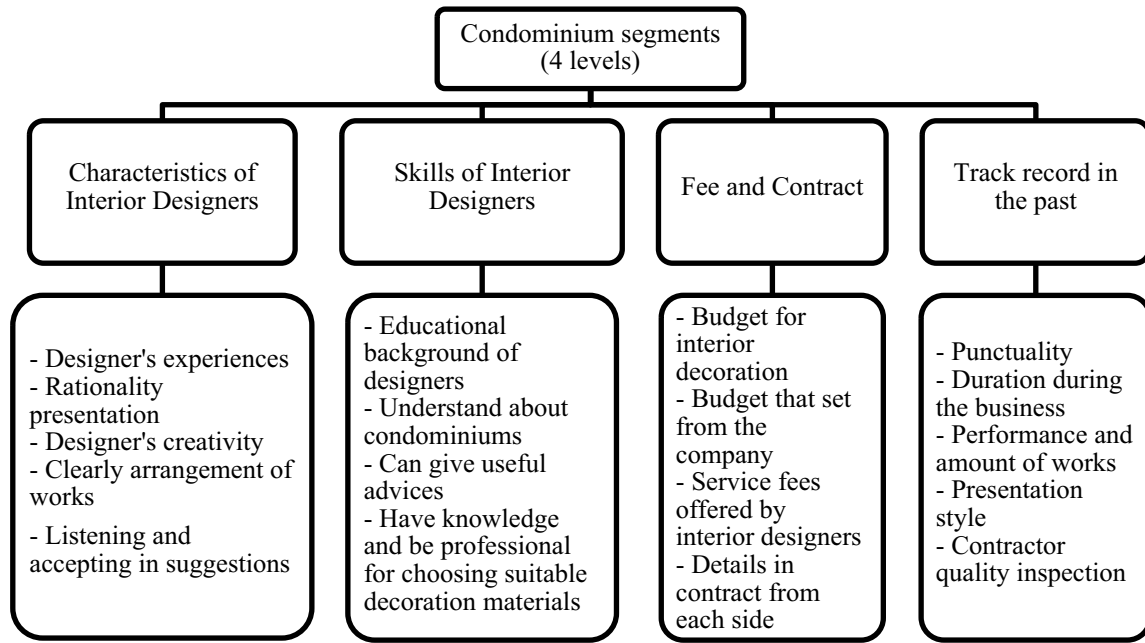 Condominium segments
(4 levels)
Characteristics of
Interior Designers
Skills of Interior
Designers
Fee and Contract
Track record in
the past
- Designer's experiences
- Rationality
presentation
- Designer's creativity
- Clearly arrangement of
works
- Listening and
accepting in suggestions
- Educational
background of
designers
- Understand about
condominiums
- Can give useful
advices
- Have knowledge
and be professional
for choosing suitable
decoration materials
- Budget for
interior
decoration
- Budget that set
from the
company
- Service fees
offered by
interior designers
- Details in
contract from
each side
- Punctuality
- Duration during
the business
- Performance and
amount of works
- Presentation
style
- Contractor
quality inspection